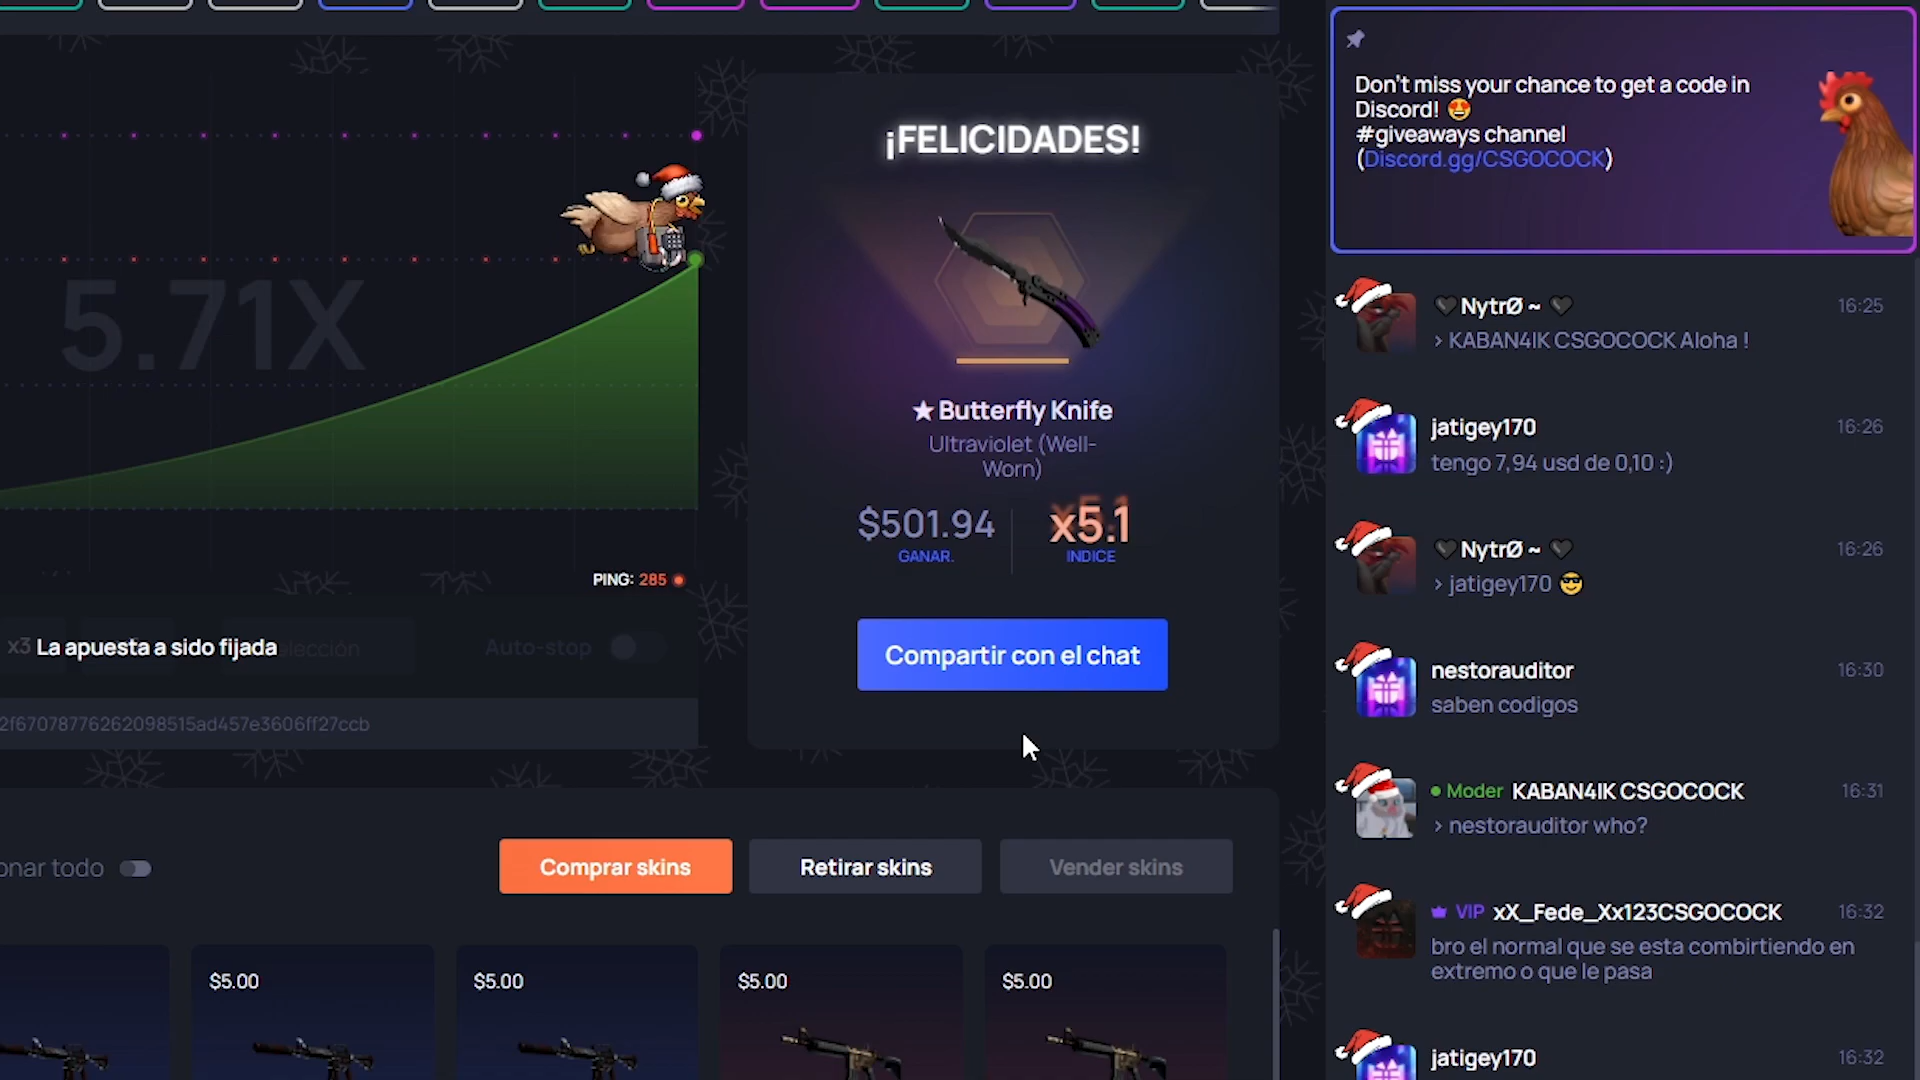 ¡FELICIDADES!
5.71X
★ Butterfly Knife
Ultraviolet (Well-
Worn)
$501.94
GANAR.
x5.1
INDICE
PING: 285
x3
La apuesta a sido fijada
Auto-stop
Compartir con el chat
2f67078776262098515ad457e3606ff27ccb
onar todo
Comprar skins
Retirar skins
Vender skins
$5.00
$5.00
$5.00
$5.00
Don't miss your chance to get a code in
Discord! 😍
#giveaways channel
(Discord.gg/CSGOCOCK)
🖤 NytrØ ~ 🖤 16:25
› KABAN4IK CSGOCOCK Aloha !
jatigey170 16:26
tengo 7,94 usd de 0,10 :)
🖤 NytrØ ~ 🖤 16:26
› jatigey170 😎
nestorauditor 16:30
saben codigos
Moder KABAN4IK CSGOCOCK 16:31
› nestorauditor who?
VIP xX_Fede_Xx123CSGOCOCK 16:32
bro el normal que se esta combirtiendo en
extremo o que le pasa
jatigey170 16:32